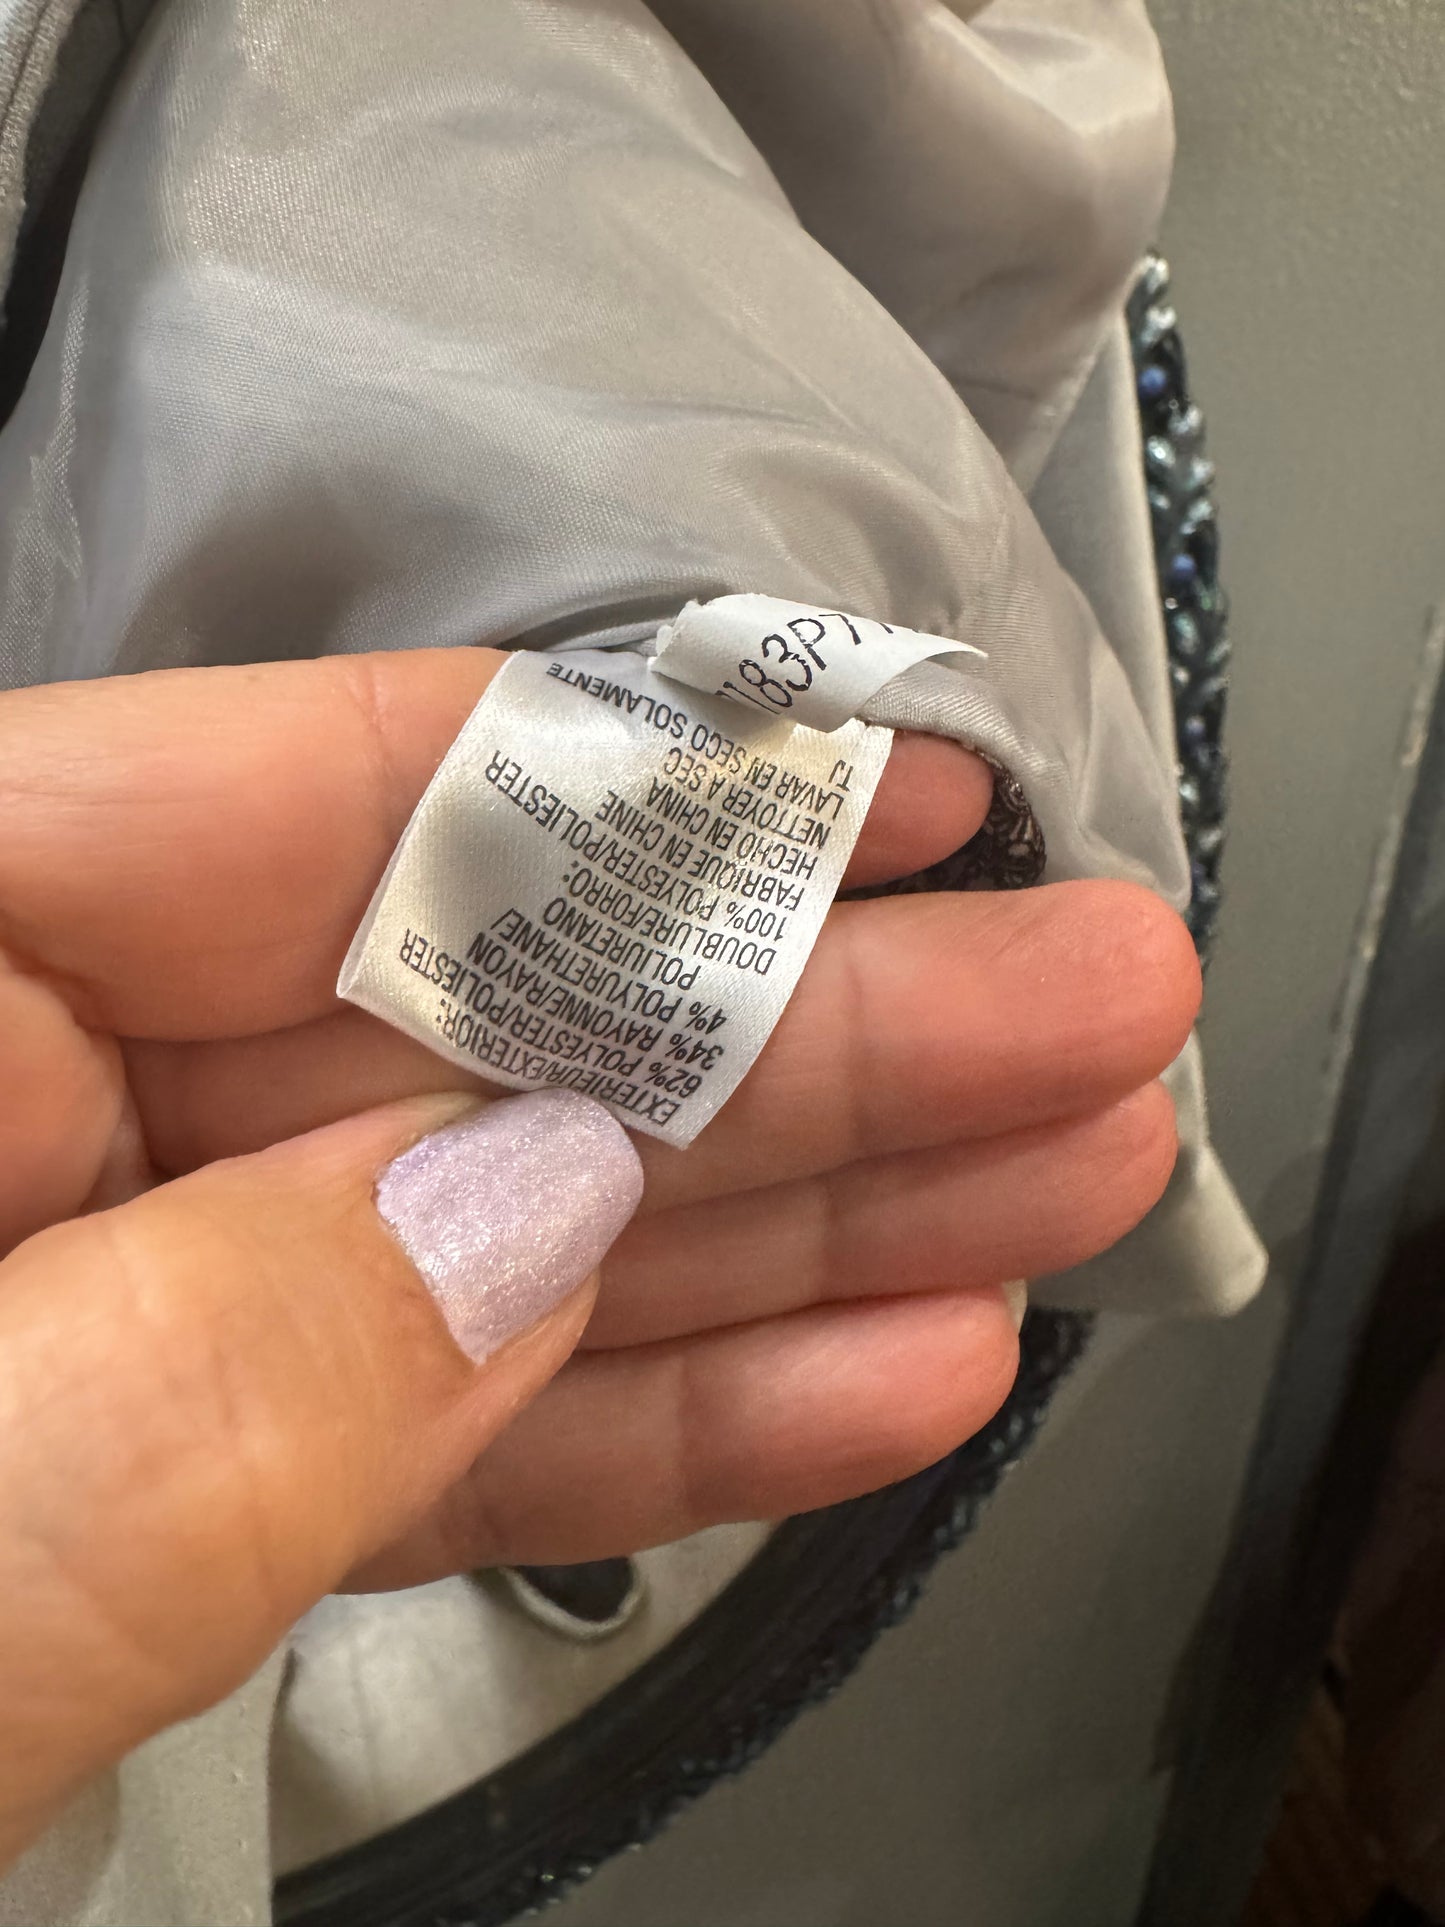 EXTERIEUR/EXTERIOR:
62% POLYESTER/POLIESTER
34% RAYONNE/RAYON
4% POLYURETHANE/
POLIURETANO
DOUBLURE/FORRO:
100% POLYESTER/POLIESTER
FABRIQUE EN CHINE
HECHO EN CHINA
NETTOYER A SEC
LAVAR EN SECO SOLAMENTE
TJ